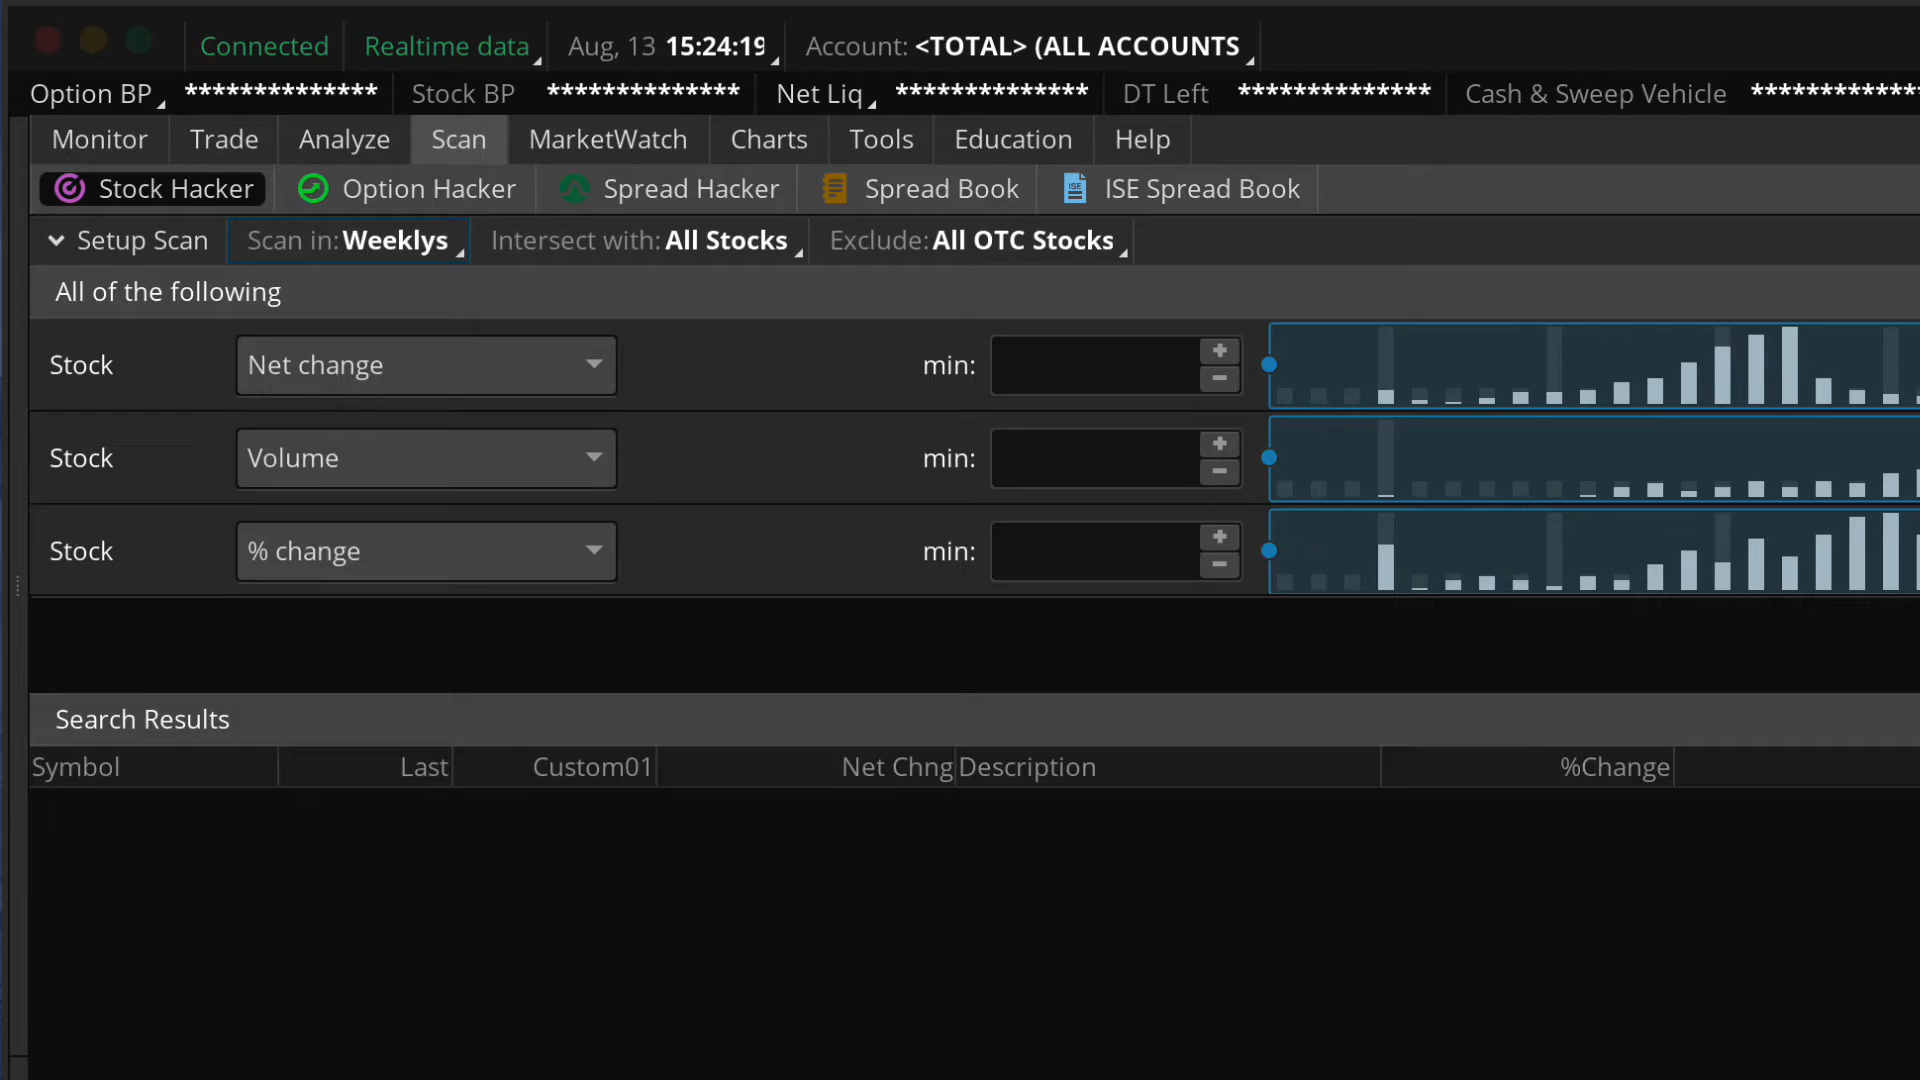 Connected Realtime data Aug, 13 15:24:19 Account: <TOTAL> (ALL ACCOUNTS
Option BP ************** Stock BP ************** Net Liq ************** DT Left ************** Cash & Sweep Vehicle ************
Monitor Trade Analyze Scan MarketWatch Charts Tools Education Help
Stock Hacker Option Hacker Spread Hacker Spread Book ISE ISE Spread Book
Setup Scan Scan in: Weeklys Intersect with: All Stocks Exclude: All OTC Stocks
All of the following
Stock Net change min: + -
Stock Volume min: + -
Stock % change min: + -
Search Results
Symbol Last Custom01 Net Chng Description %Change